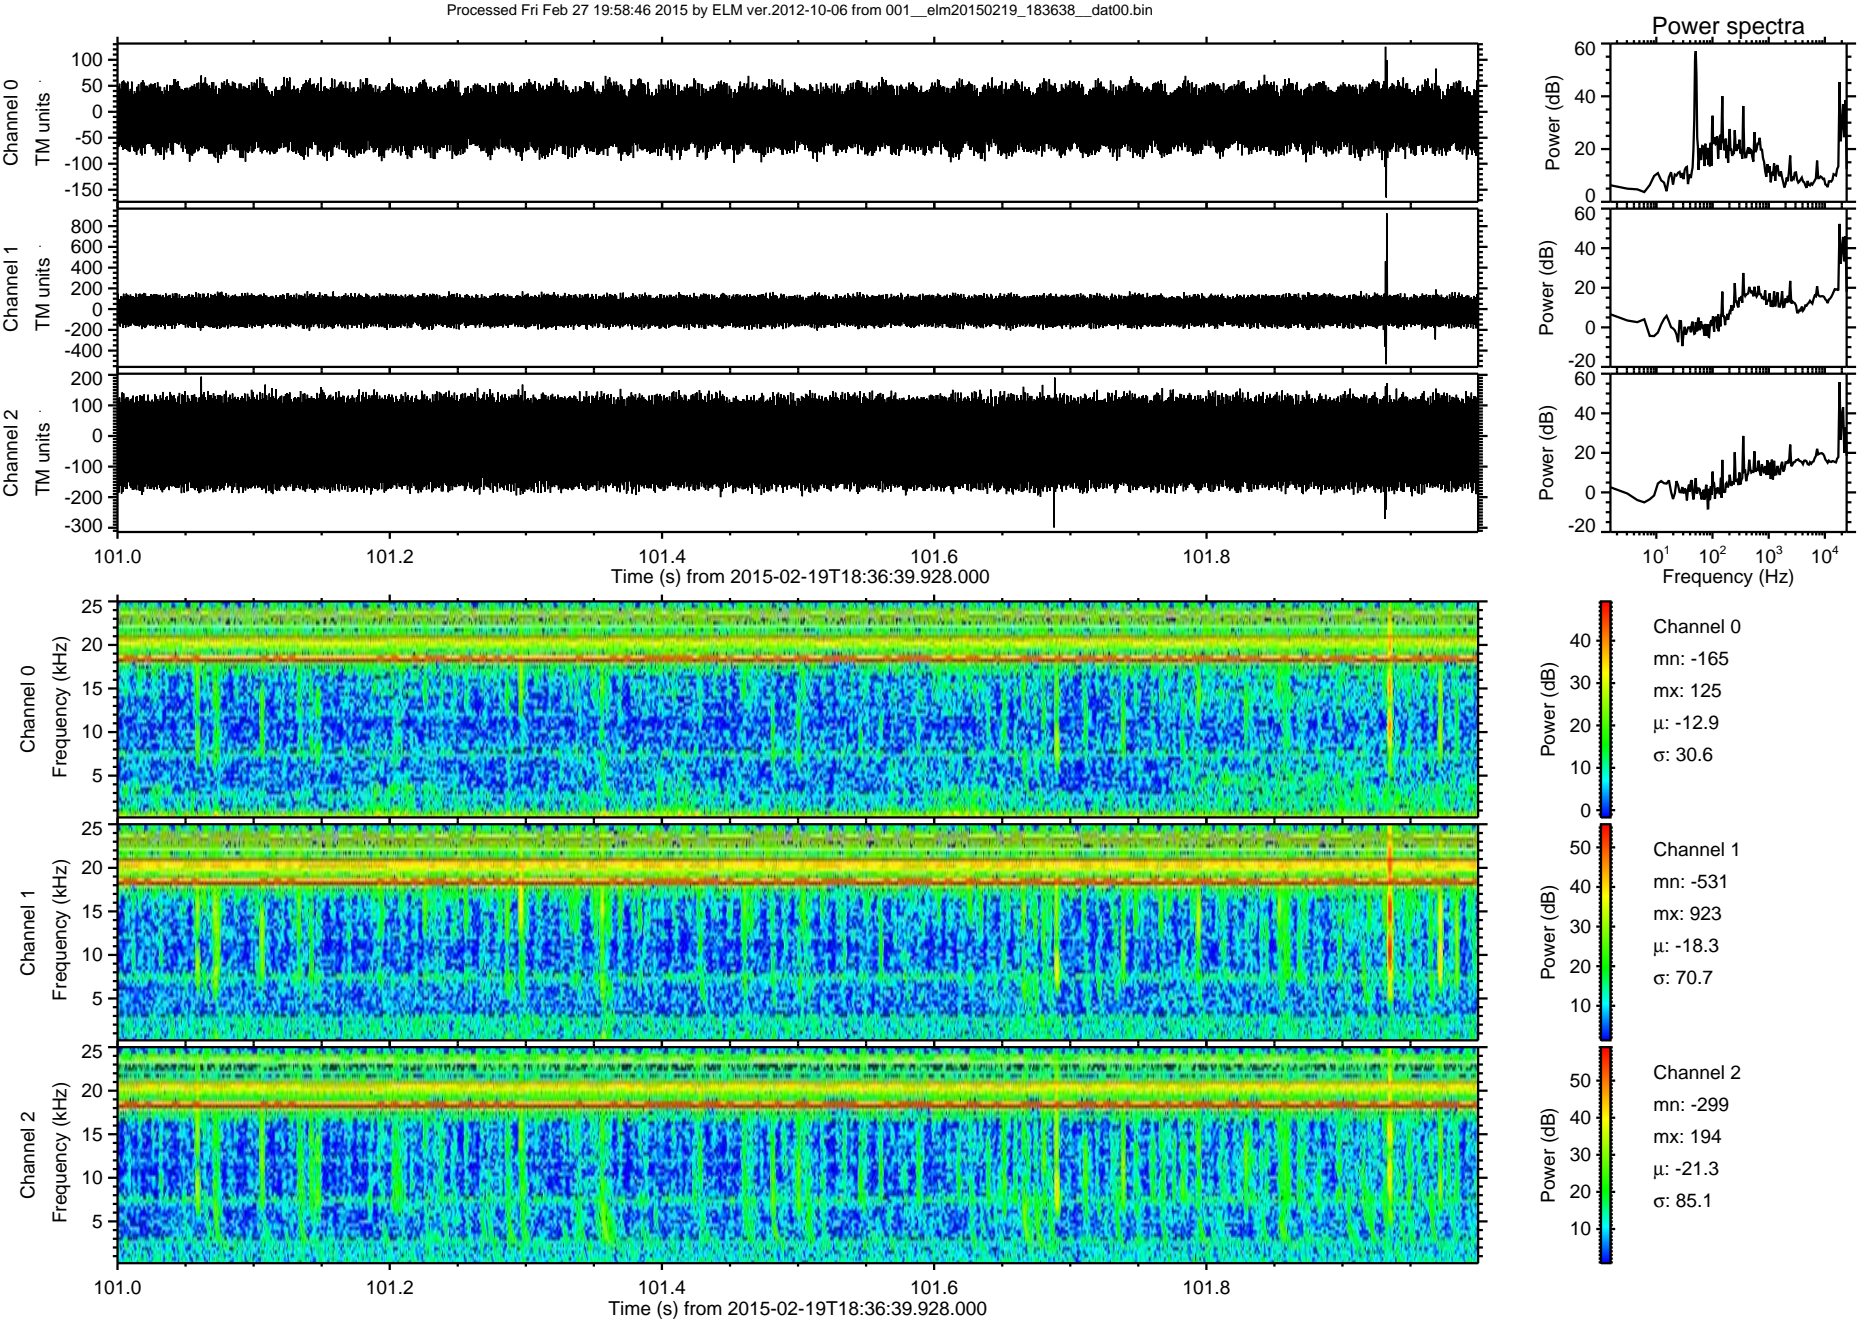 Processed Fri Feb 27 19:58:46 2015 by ELM ver.2012-10-06 from 001__elm20150219_183638__dat00.bin
Power spectra
Channel 0
TM units
100
50
0
-50
-100
-150
Power (dB)
60
40
20
0
Channel 1
TM units
800
600
400
200
0
-200
-400
Power (dB)
60
40
20
0
-20
Channel 2
TM units
200
100
0
-100
-200
-300
Power (dB)
60
40
20
0
-20
101.0 101.2 101.4 101.6 101.8
Time (s) from 2015-02-19T18:36:39.928.000
10¹ 10² 10³ 10⁴
Frequency (Hz)
Channel 0
Frequency (kHz)
25
20
15
10
5
Power (dB)
40
30
20
10
0
Channel 0
mn: -165
mx: 125
μ: -12.9
σ: 30.6
Channel 1
Frequency (kHz)
25
20
15
10
5
Power (dB)
50
40
30
20
10
Channel 1
mn: -531
mx: 923
μ: -18.3
σ: 70.7
Channel 2
Frequency (kHz)
25
20
15
10
5
Power (dB)
50
40
30
20
10
Channel 2
mn: -299
mx: 194
μ: -21.3
σ: 85.1
101.0 101.2 101.4 101.6 101.8
Time (s) from 2015-02-19T18:36:39.928.000